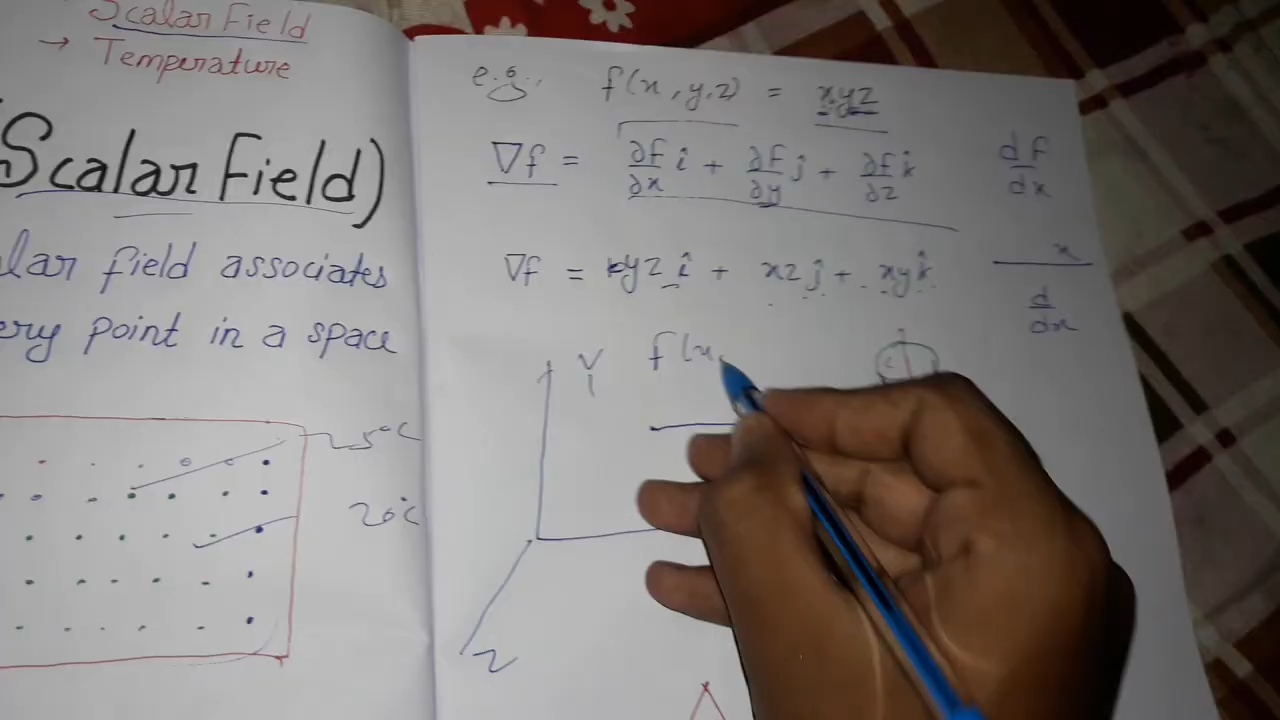 Scalar Field
→ Temperature
(Scalar Field)
lar field associates
ery point in a space
25°C
20°C
e.g., f(x, y, z) = xyz
∇f = ∂f/∂x i + ∂f/∂y j + ∂f/∂z k
df/dx
∇f = yz i + xz j + xy k
x
d/dx
Y
f(x,
Z